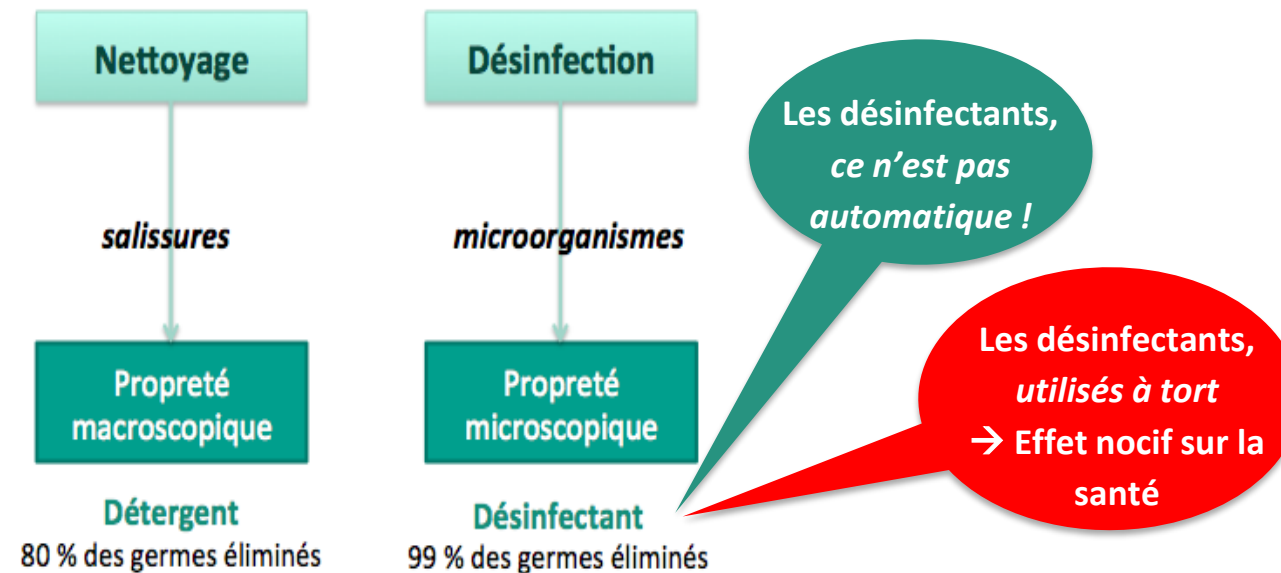 Nettoyage
salissures
Propreté
macroscopique
Détergent
80 % des germes éliminés
Désinfection
microorganismes
Propreté
microscopique
Désinfectant
99 % des germes éliminés
Les désinfectants,
ce n’est pas
automatique !
Les désinfectants,
utilisés à tort
→ Effet nocif sur la
santé